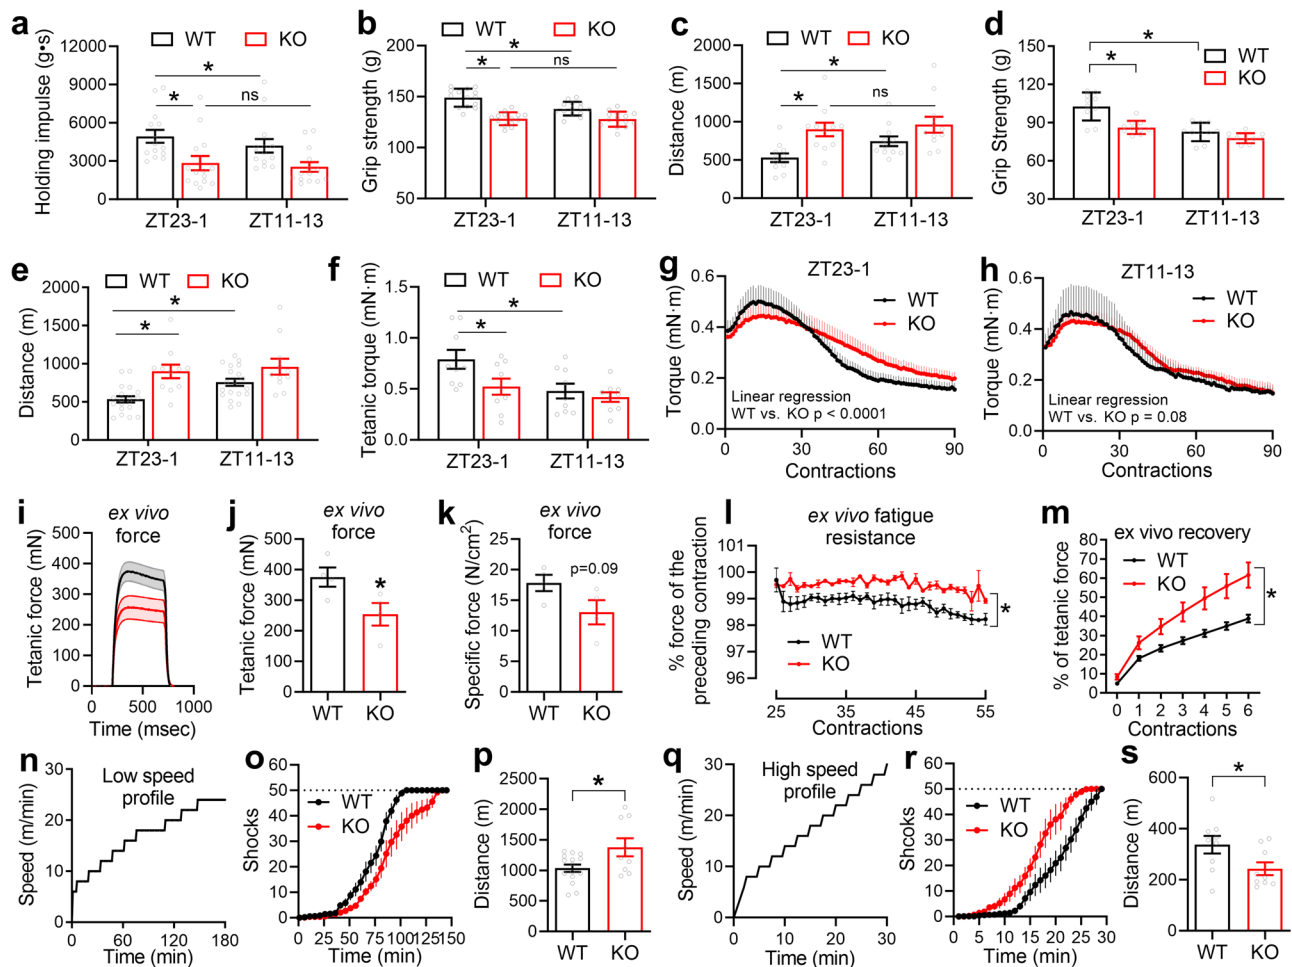 a
WT
KO
Holding impulse (g•s)
12000
9000
6000
3000
0
*
*
ns
ZT23-1
ZT11-13
b
WT
KO
Grip strength (g)
200
150
100
50
*
*
ns
ZT23-1
ZT11-13
c
WT
KO
Distance (m)
2000
1500
1000
500
0
*
*
ns
ZT23-1
ZT11-13
d
WT
KO
Grip Strength (g)
150
120
90
60
30
*
*
ZT23-1
ZT11-13
e
WT
KO
Distance (m)
2000
1500
1000
500
0
*
*
ZT23-1
ZT11-13
f
WT
KO
Tetanic torque (mN·m)
1.5
1.0
0.5
0.0
*
*
ZT23-1
ZT11-13
g
ZT23-1
Torque (mN·m)
0.6
0.4
0.2
0.0
WT
KO
Linear regression
WT vs. KO p < 0.0001
0 30 60 90
Contractions
h
ZT11-13
Torque (mN·m)
0.6
0.4
0.2
0.0
WT
KO
Linear regression
WT vs. KO p = 0.08
0 30 60 90
Contractions
i
ex vivo
force
Tetanic force (mN)
500
400
300
200
100
0
0 500 1000
Time (msec)
j
ex vivo
force
Tetanic force (mN)
500
400
300
200
100
0
*
WT KO
k
ex vivo
force
Specific force (N/cm²)
25
20
15
10
5
0
p=0.09
WT KO
l
ex vivo fatigue
resistance
% force of the
preceding contraction
101
100
99
98
97
96
*
WT
KO
25 35 45 55
Contractions
m
ex vivo recovery
% of tetanic force
80
70
60
50
40
30
20
10
0
WT
KO
*
0 1 2 3 4 5 6
Contractions
n
Low speed
profile
Speed (m/min)
30
20
10
0
0 60 120 180
Time (min)
o
Shocks
60
50
40
30
20
10
0
WT
KO
0 25 50 75 100125150
Time (min)
p
Distance (m)
2500
2000
1500
1000
500
0
*
WT KO
q
High speed
profile
Speed (m/min)
30
20
10
0
0 10 20 30
Time (min)
r
Shcoks
60
50
40
30
20
10
0
WT
KO
0 5 10 15 20 25 30
Time (min)
s
Distance (m)
600
400
200
0
*
WT KO